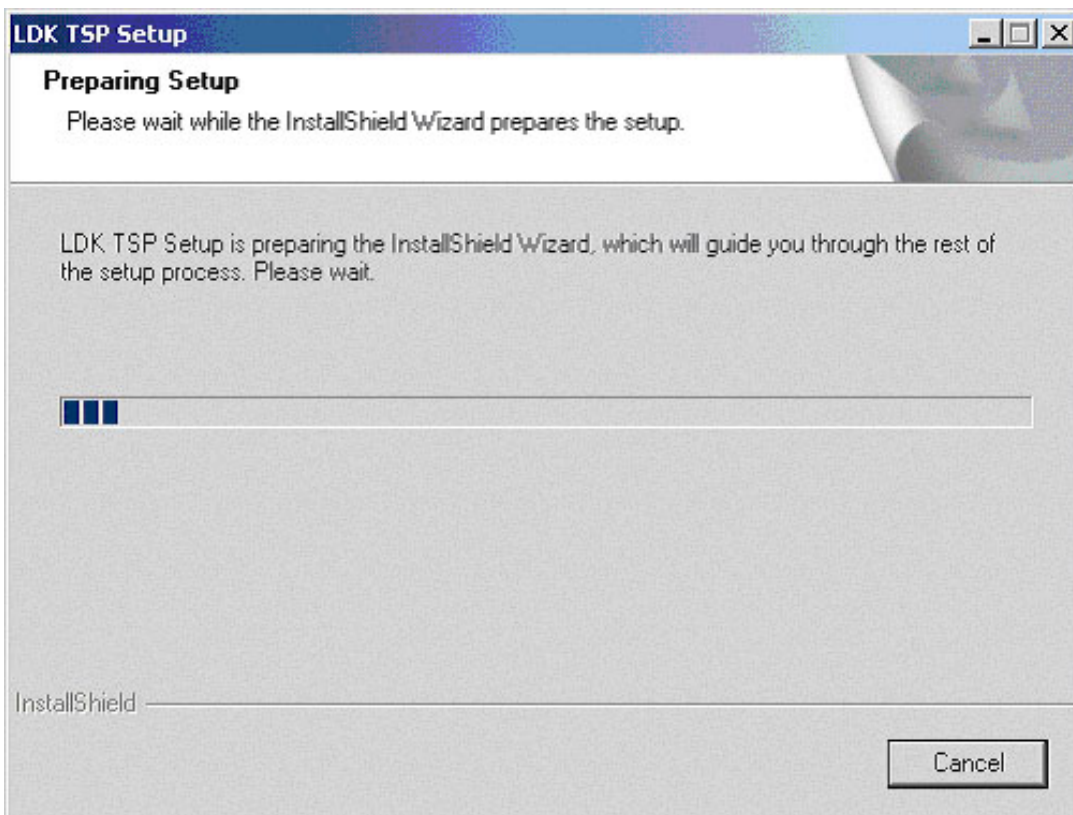 LDK TSP Setup
Preparing Setup
Please wait while the InstallShield Wizard prepares the setup.
LDK TSP Setup is preparing the InstallShield Wizard, which will guide you through the rest of
the setup process. Please wait.
InstallShield
Cancel